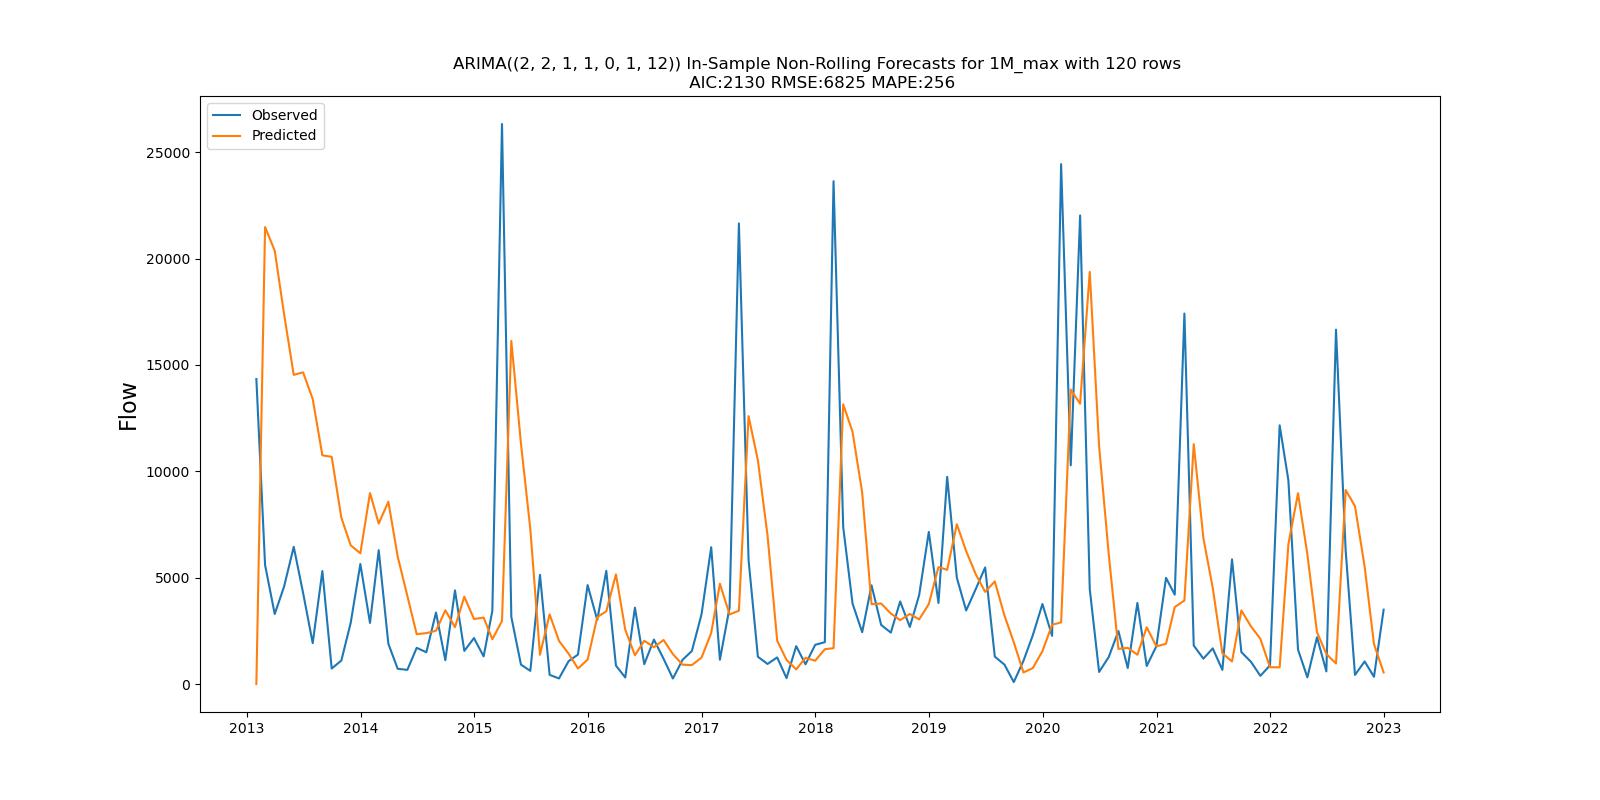 ARIMA((2, 2, 1, 1, 0, 1, 12)) In-Sample Non-Rolling Forecasts for 1M_max with 120 rows
AIC:2130 RMSE:6825 MAPE:256
Observed
Predicted
25000
20000
15000
10000
5000
0
Flow
2013 2014 2015 2016 2017 2018 2019 2020 2021 2022 2023